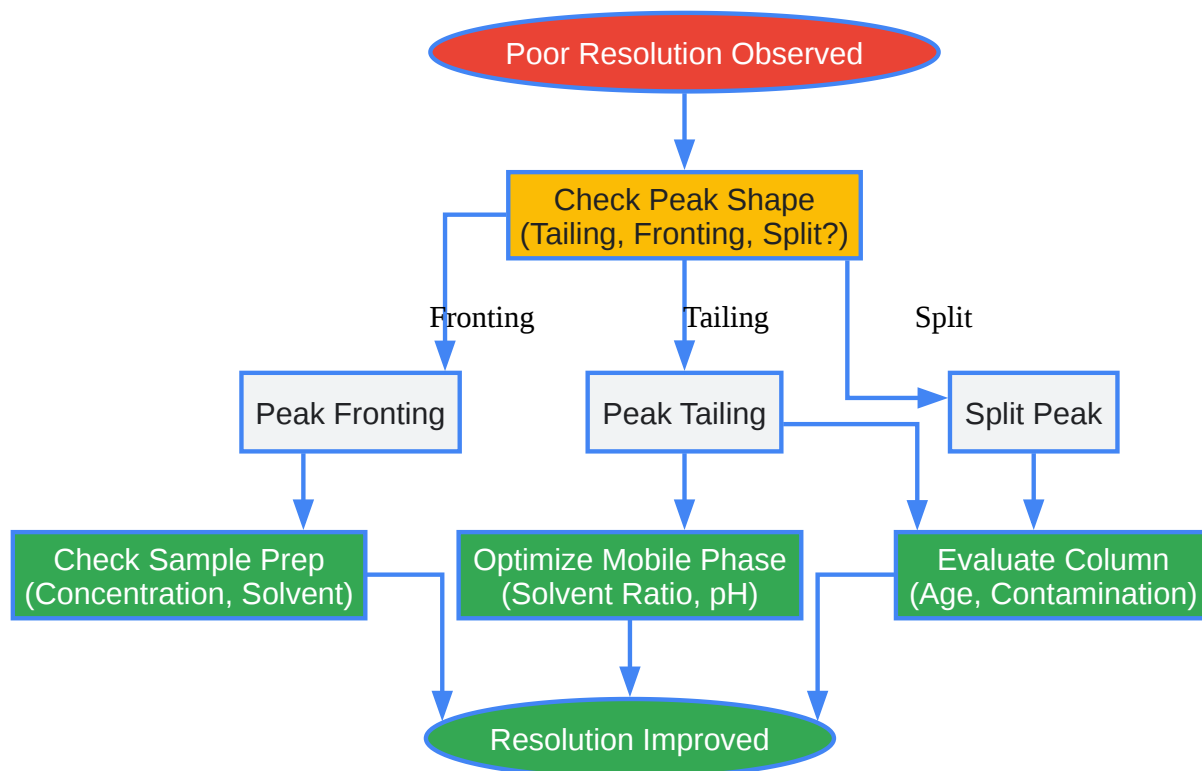 Poor Resolution Observed
Check Peak Shape
(Tailing, Fronting, Split?)
Fronting
Tailing
Split
Peak Fronting
Peak Tailing
Split Peak
Check Sample Prep
(Concentration, Solvent)
Optimize Mobile Phase
(Solvent Ratio, pH)
Evaluate Column
(Age, Contamination)
Resolution Improved